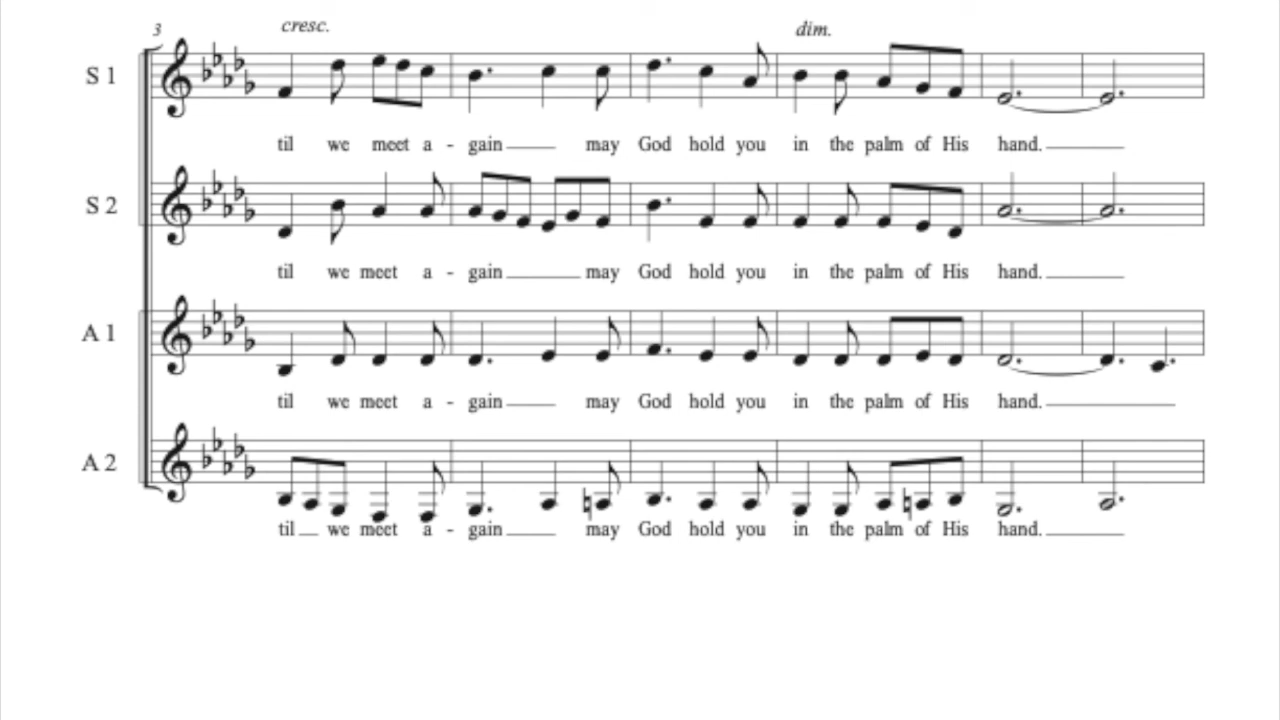 3 cresc. dim.
S 1
til we meet a - gain may God hold you in the palm of His hand.
S 2
til we meet a - gain may God hold you in the palm of His hand.
A 1
til we meet a - gain may God hold you in the palm of His hand.
A 2
til we meet a - gain may God hold you in the palm of His hand.